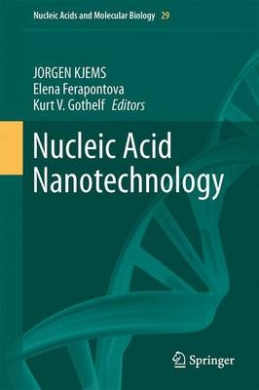 Nucleic Acids and Molecular Biology 29
JORGEN KJEMS
Elena Ferapontova
Kurt V. Gothelf Editors
Nucleic Acid
Nanotechnology
Springer